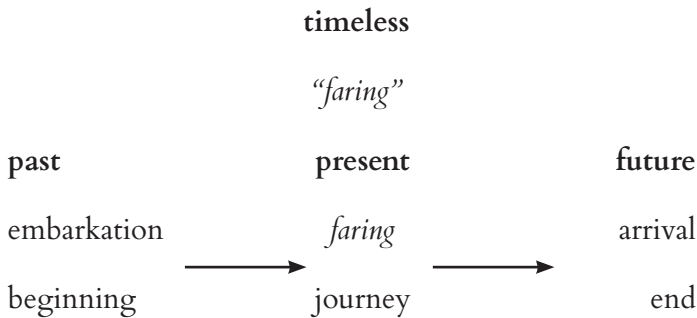 timeless
“faring”
past present future
embarkation faring arrival
beginning journey end